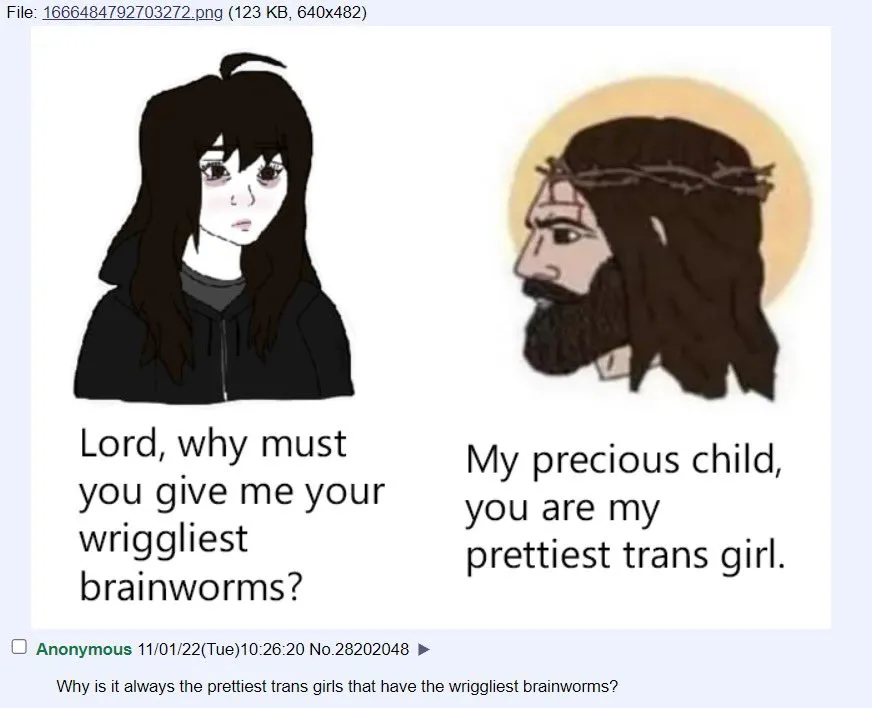 File: 1666484792703272.png (123 KB, 640x482)
Lord, why must
you give me your
wriggliest
brainworms?
My precious child,
you are my
prettiest trans girl.
Anonymous 11/01/22(Tue)10:26:20 No.28202048 ▶
Why is it always the prettiest trans girls that have the wriggliest brainworms?